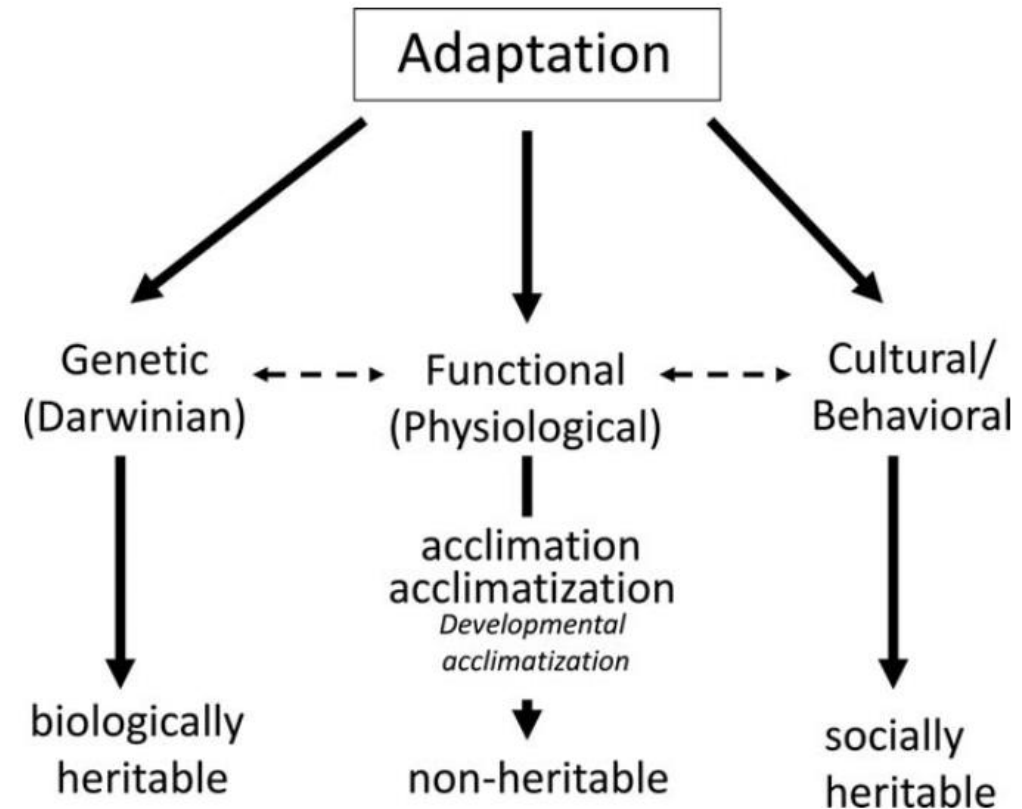 Adaptation
Genetic
(Darwinian)
Functional
(Physiological)
Cultural/
Behavioral
acclimation
acclimatization
Developmental
acclimatization
biologically
heritable
non-heritable
socially
heritable